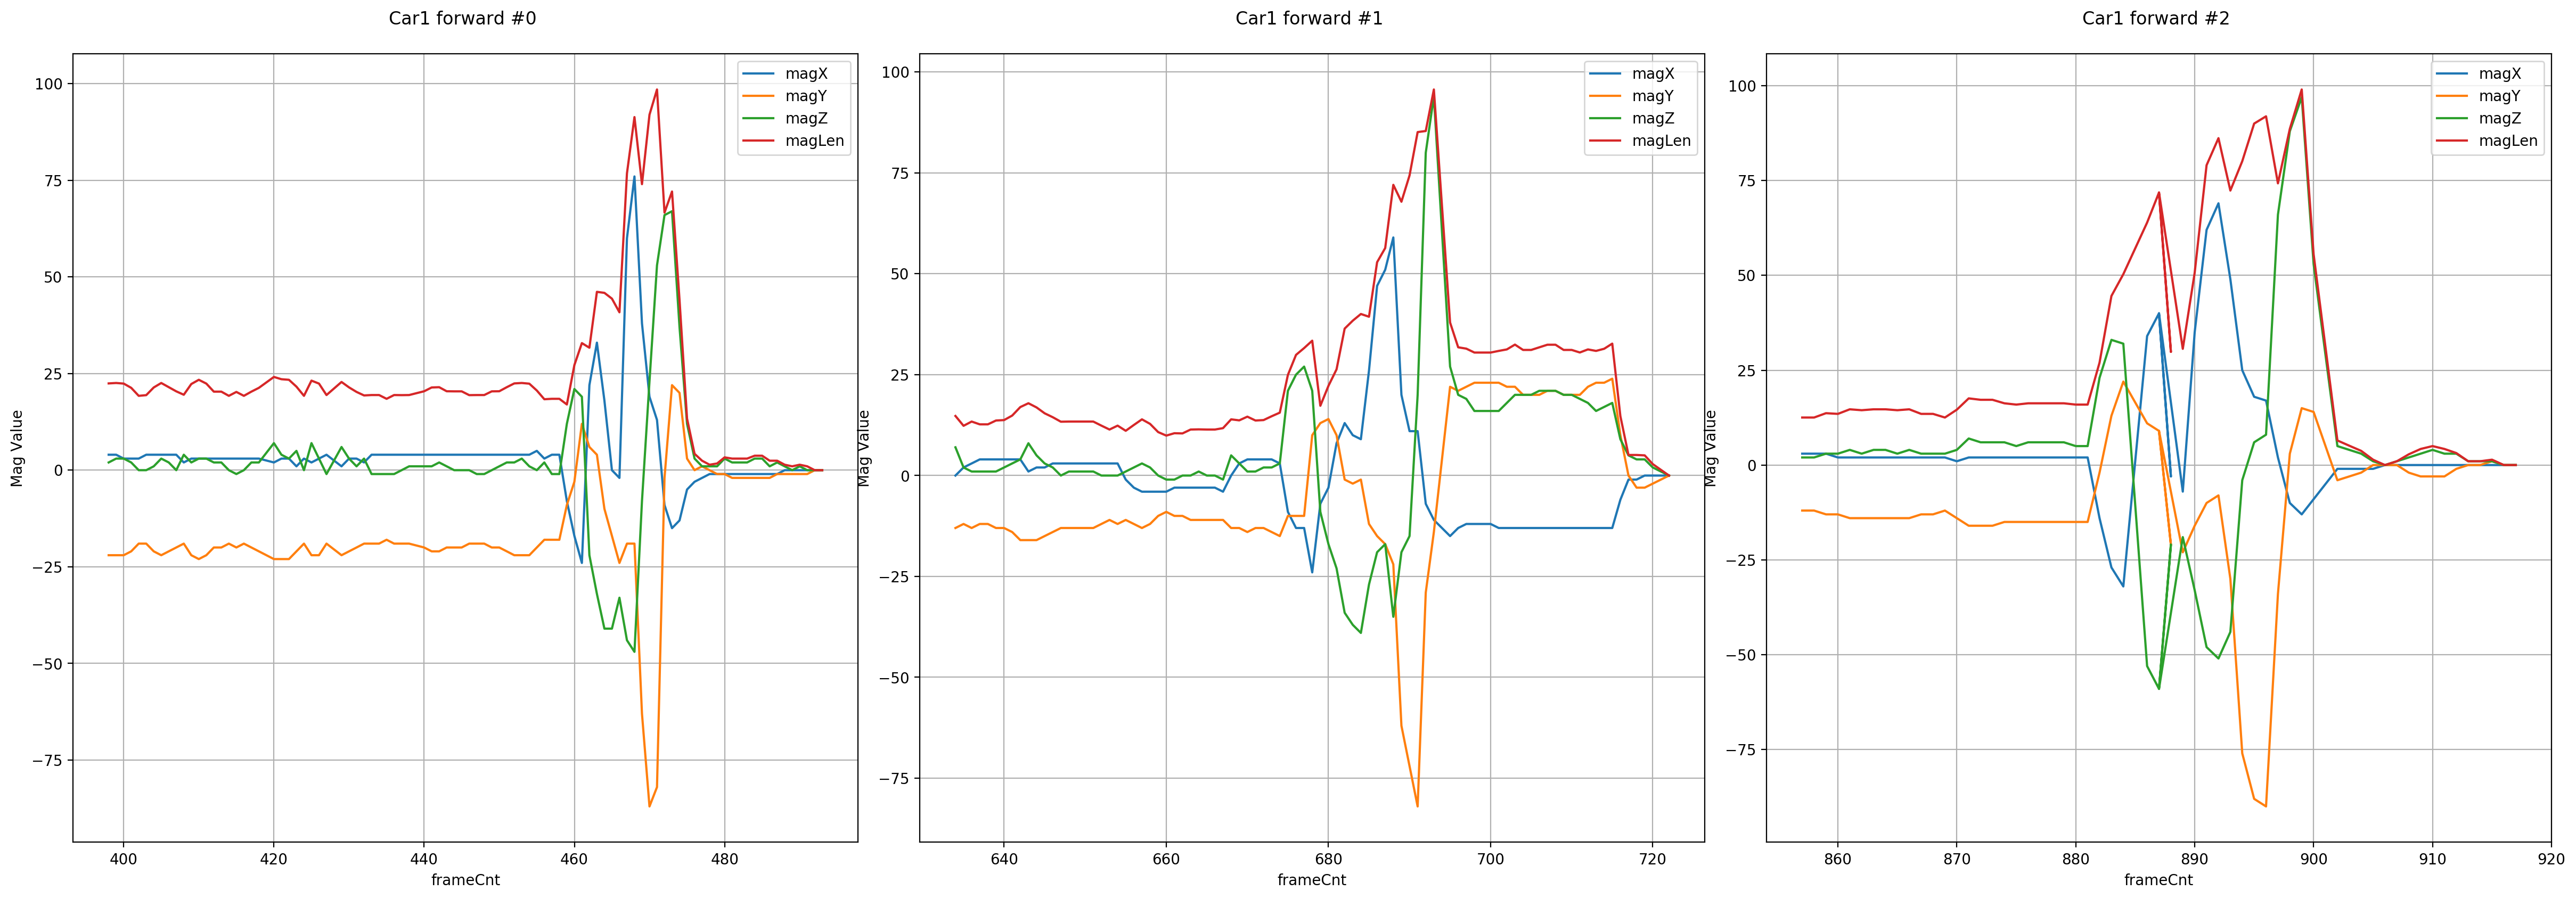 Car1 forward #0
Car1 forward #1
Car1 forward #2
magX
magY
magZ
magLen
magX
magY
magZ
magLen
magX
magY
magZ
magLen
Mag Value
100
75
50
25
0
−25
−50
−75
400
420
440
460
480
frameCnt
Mag Value
100
75
50
25
0
−25
−50
−75
640
660
680
700
720
frameCnt
Mag Value
100
75
50
25
0
−25
−50
−75
860
870
880
890
900
910
920
frameCnt